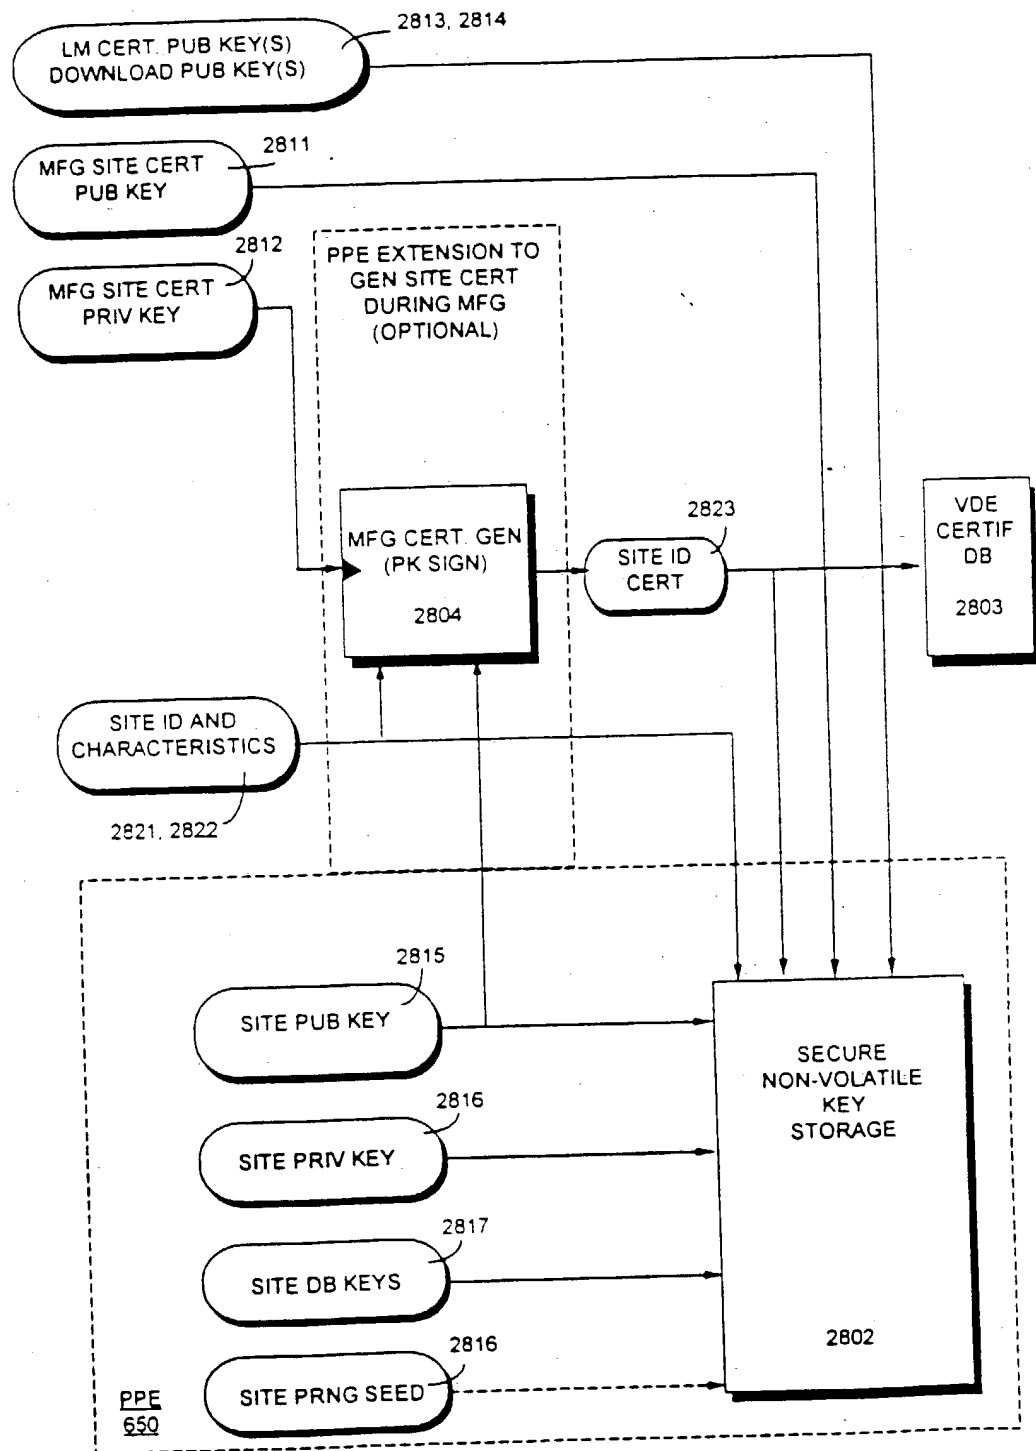 2813, 2814
LM CERT. PUB KEY(S)
DOWNLOAD PUB KEY(S)
2811
MFG SITE CERT
PUB KEY
2812
MFG SITE CERT
PRIV KEY
PPE EXTENSION TO
GEN SITE CERT
DURING MFG
(OPTIONAL)
MFG CERT. GEN
(PK SIGN)
2804
2823
SITE ID
CERT
VDE
CERTIF
DB
2803
SITE ID AND
CHARACTERISTICS
2821, 2822
2815
SITE PUB KEY
2816
SITE PRIV KEY
2817
SITE DB KEYS
2816
SITE PRNG SEED
SECURE
NON-VOLATILE
KEY
STORAGE
2802
PPE
650